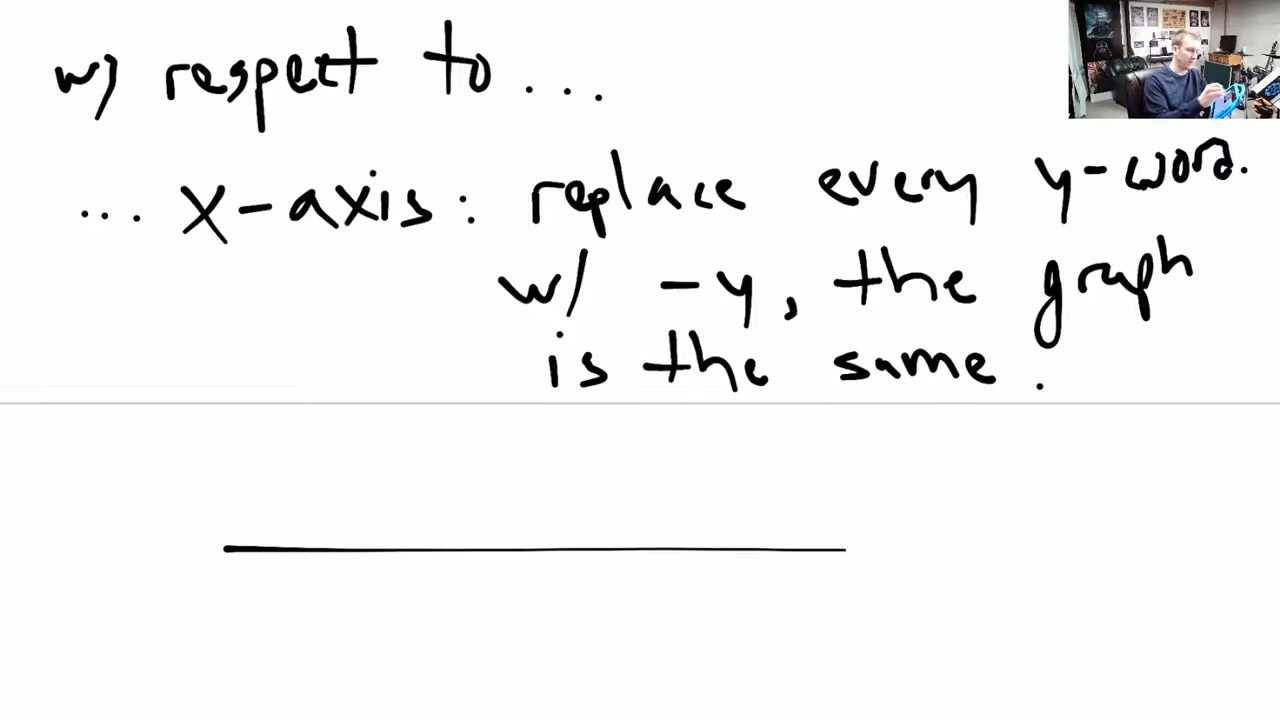 w/ respect to...
... x-axis: replace every y-word.
w/ -y, the graph
is the same.